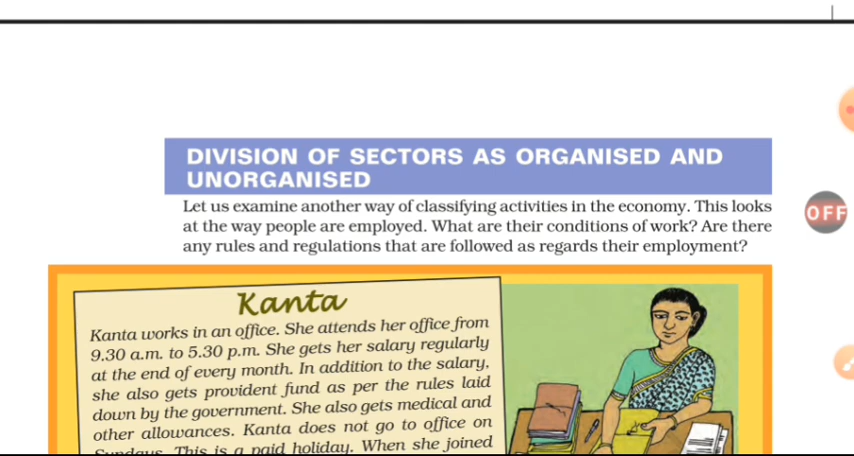 DIVISION OF SECTORS AS ORGANISED AND
UNORGANISED
Let us examine another way of classifying activities in the economy. This looks
at the way people are employed. What are their conditions of work? Are there
any rules and regulations that are followed as regards their employment?
OFF
Kanta
Kanta works in an office. She attends her office from
9.30 a.m. to 5.30 p.m. She gets her salary regularly
at the end of every month. In addition to the salary,
she also gets provident fund as per the rules laid
down by the government. She also gets medical and
other allowances. Kanta does not go to office on
Sundays. This is a paid holiday. When she joined